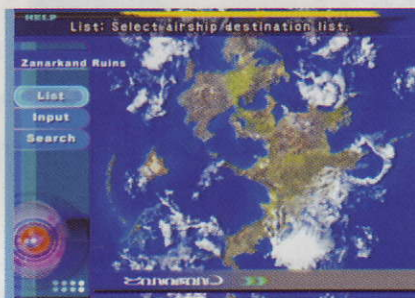 HELP
List: Select airship destination list.
Zanarkand Ruins
List
Input
Search